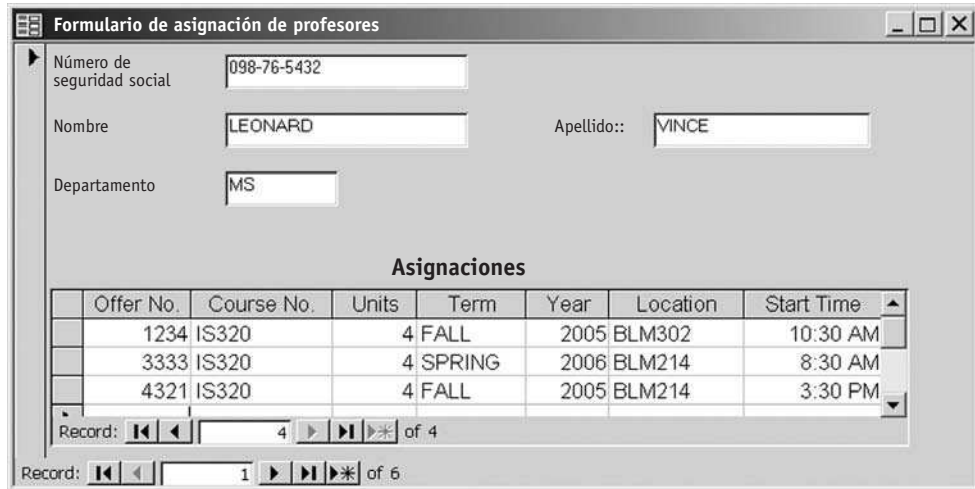 Formulario de asignación de profesores
Número de
seguridad social 098-76-5432
Nombre LEONARD Apellido:: VINCE
Departamento MS
Asignaciones
Offer No. Course No. Units Term Year Location Start Time
1234 IS320 4 FALL 2005 BLM302 10:30 AM
3333 IS320 4 SPRING 2006 BLM214 8:30 AM
4321 IS320 4 FALL 2005 BLM214 3:30 PM
Record: 4 of 4
Record: 1 of 6